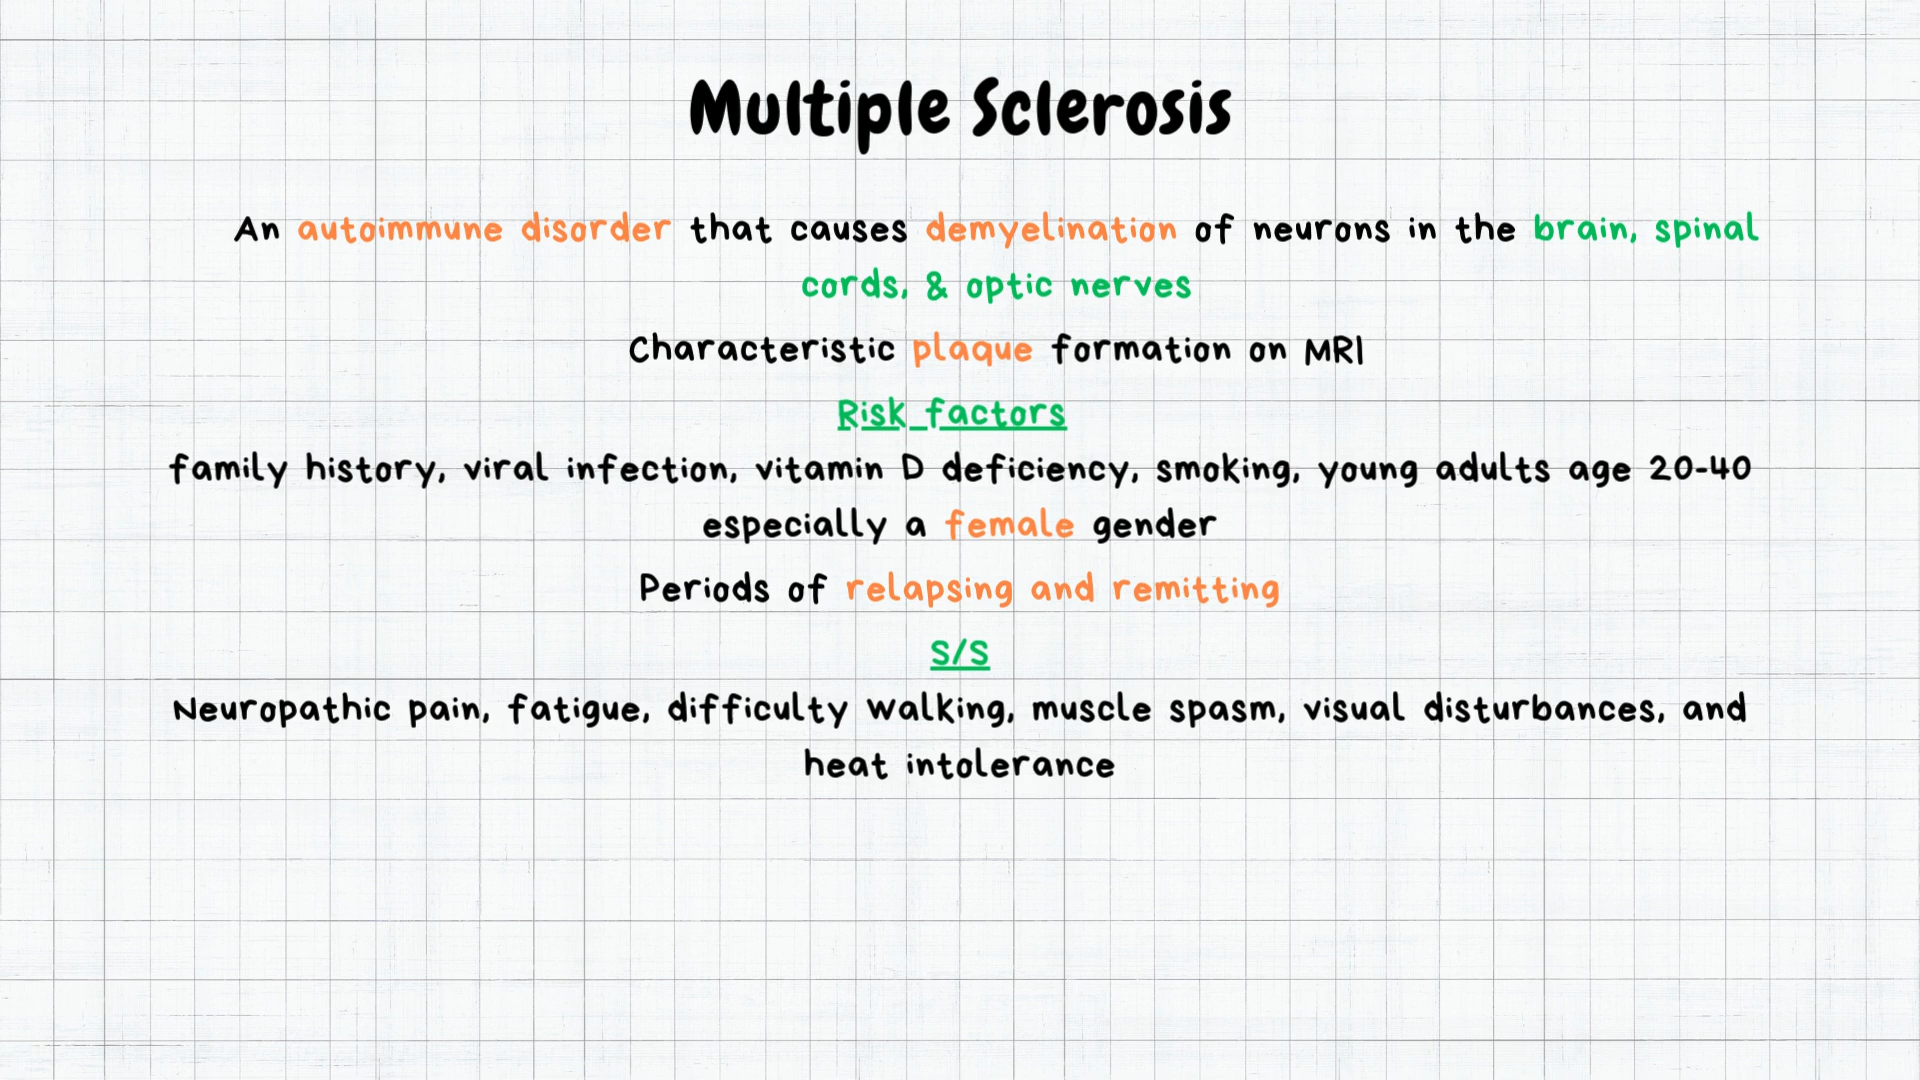 Multiple Sclerosis
An autoimmune disorder that causes demyelination of neurons in the brain, spinal
cords, & optic nerves
Characteristic plaque formation on MRI
Risk factors
family history, viral infection, vitamin D deficiency, smoking, young adults age 20-40
especially a female gender
Periods of relapsing and remitting
S/S
Neuropathic pain, fatigue, difficulty walking, muscle spasm, visual disturbances, and
heat intolerance